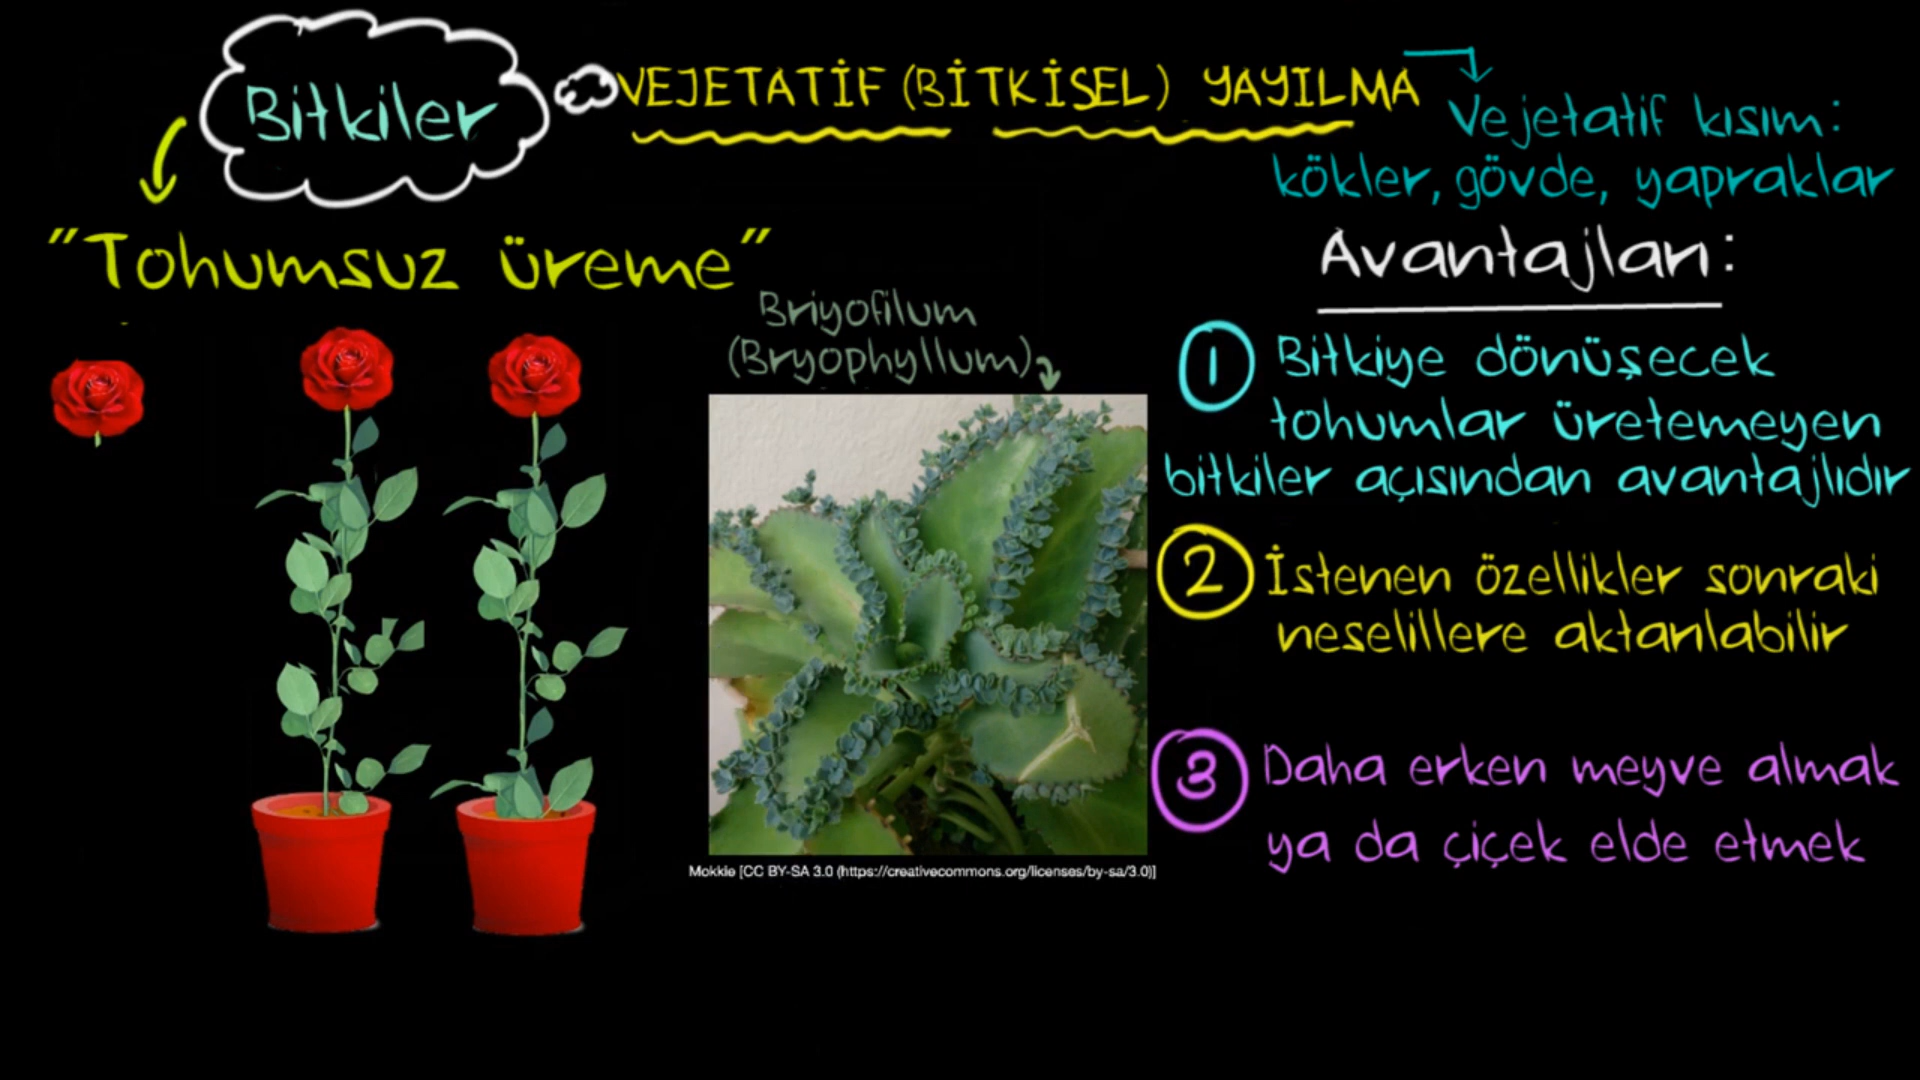 Bitkiler
VEJETATİF (BİTKİSEL) YAYILMA
Vejetatif kısım:
kökler, gövde, yapraklar
"Tohumsuz üreme"
Briyofilum
(Bryophyllum)
Mokkie [CC BY-SA 3.0 (https://creativecommons.org/licenses/by-sa/3.0)]
Avantajları:
1 Bitkiye dönüşecek
tohumlar üretemeyen
bitkiler açısından avantajlıdır
2 İstenen özellikler sonraki
neselillere aktarılabilir
3 Daha erken meyve almak
ya da çiçek elde etmek